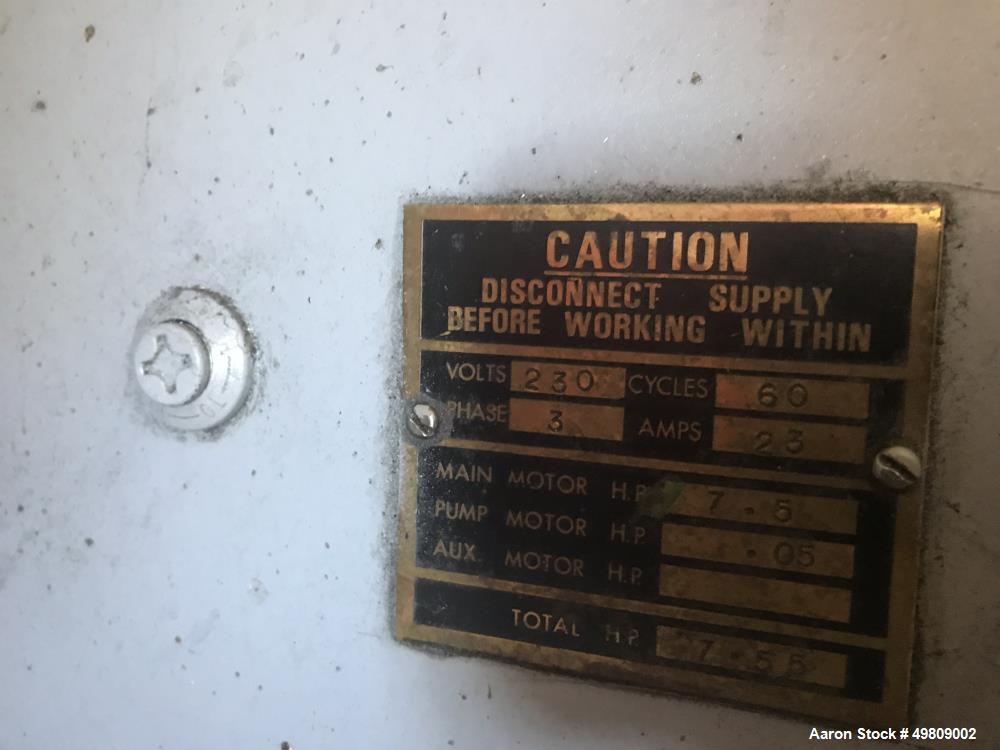 CAUTION
DISCONNECT SUPPLY
BEFORE WORKING WITHIN
VOLTS 230 CYCLES 60
PHASE 3 AMPS 23
MAIN MOTOR H.P. 7.5
PUMP MOTOR H.P. .05
AUX. MOTOR H.P.
TOTAL H.P. 7.55
Aaron Stock # 49809002